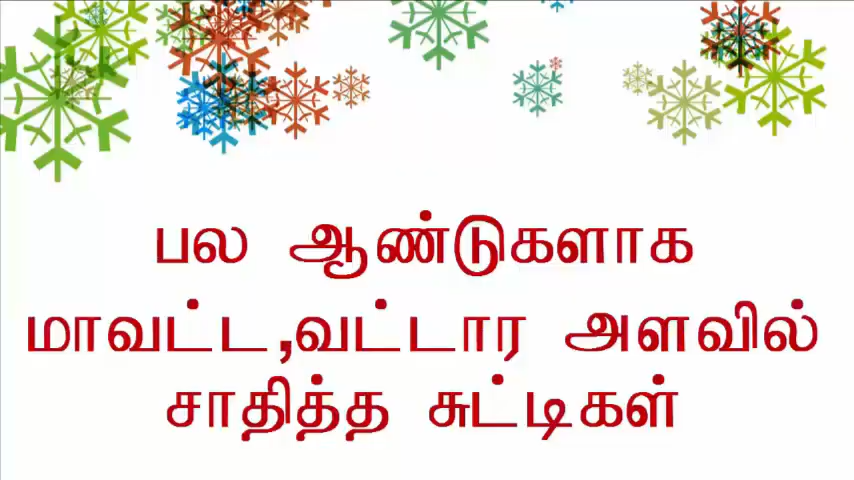 பல ஆண்டுகளாக
மாவட்ட,வட்டார அளவில்
சாதித்த சுட்டிகள்